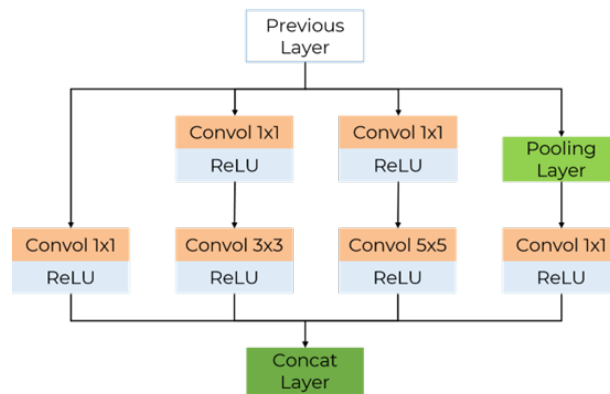 Previous
Layer
Convol 1x1
ReLU
Convol 1x1
ReLU
Pooling
Layer
Convol 1x1
ReLU
Convol 3x3
ReLU
Convol 5x5
ReLU
Convol 1x1
ReLU
Concat
Layer